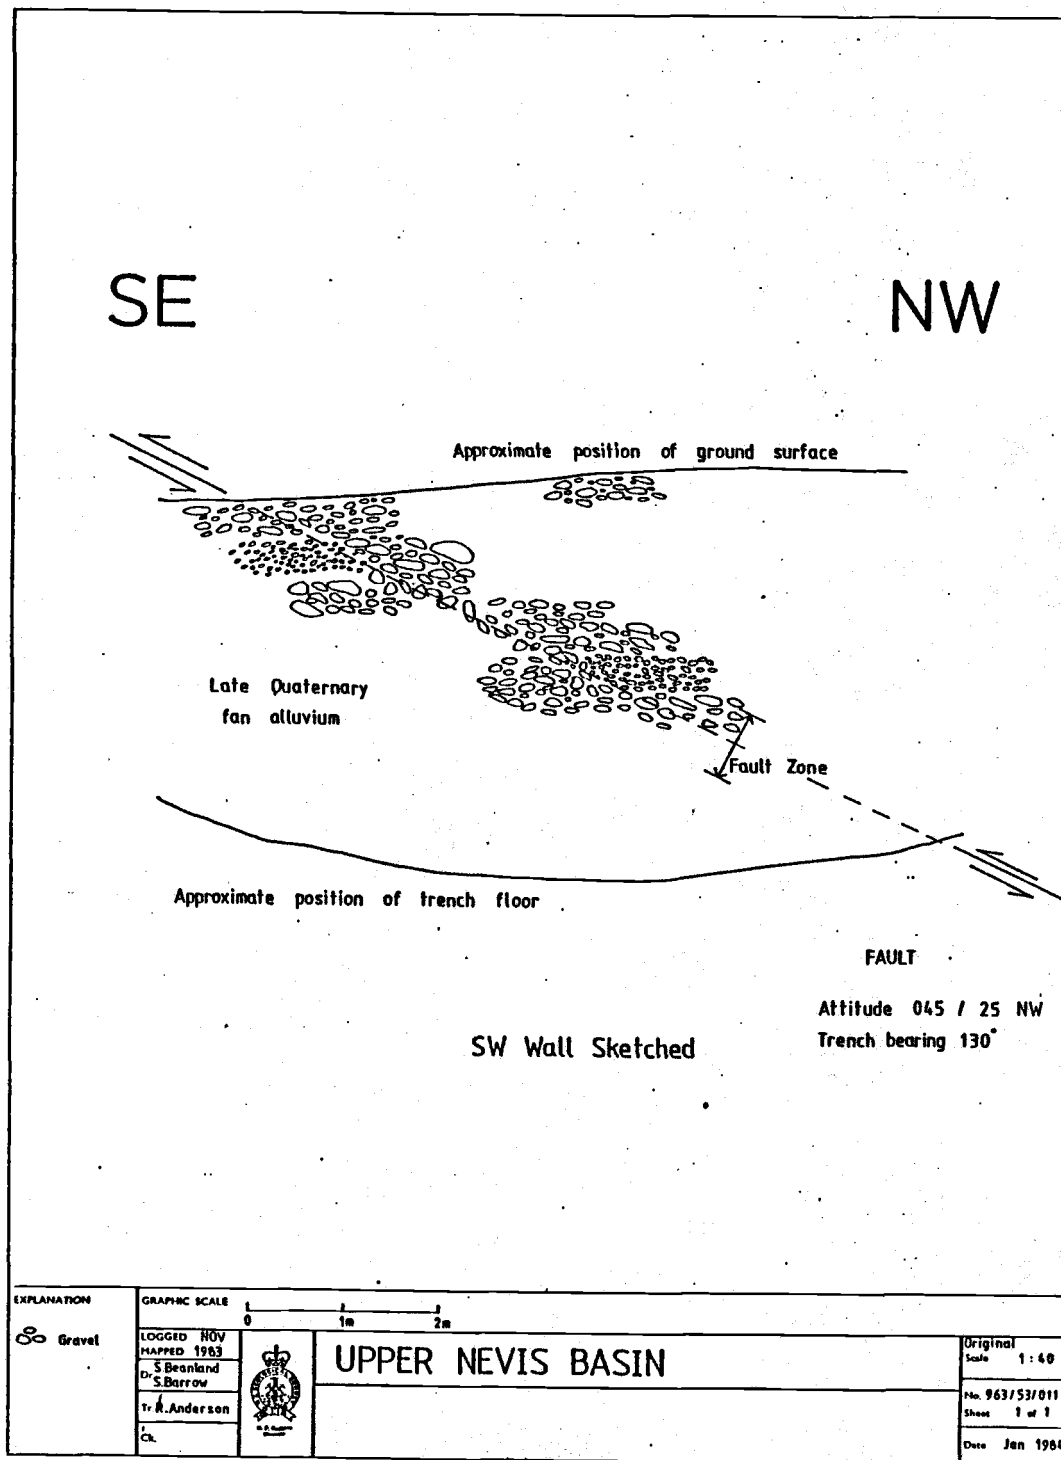 SE
NW
Approximate position of ground surface
Late Quaternary
fan alluvium
Fault Zone
Approximate position of trench floor
FAULT
Attitude 045 / 25 NW
Trench bearing 130°
SW Wall Sketched
EXPLANATION
Gravel
GRAPHIC SCALE
0 1m 2m
LOGGED NOV
MAPPED 1983
Dr S.Beanland
S.Barrow
Tr R.Anderson
Ck.
UPPER NEVIS BASIN
Original
Scale 1 : 40
No. 963/53/011
Sheet 1 of 1
Date Jan 1984